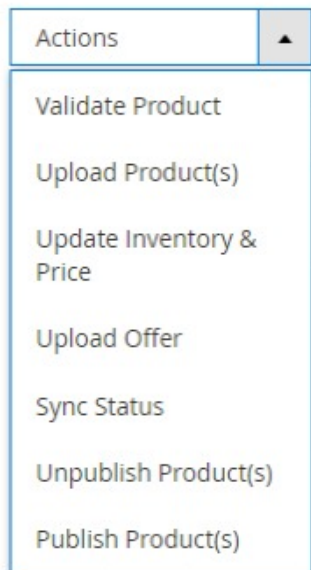 Actions
Validate Product
Upload Product(s)
Update Inventory &
Price
Upload Offer
Sync Status
Unpublish Product(s)
Publish Product(s)